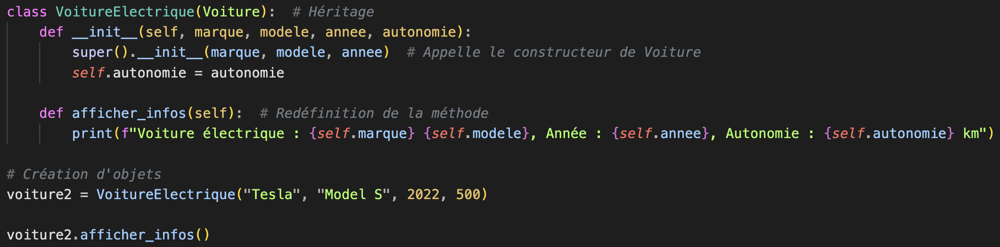 class VoitureElectrique(Voiture):  # Héritage
    def __init__(self, marque, modele, annee, autonomie):
        super().__init__(marque, modele, annee)  # Appelle le constructeur de Voiture
        self.autonomie = autonomie

    def afficher_infos(self):  # Redéfinition de la méthode
        print(f"Voiture électrique : {self.marque} {self.modele}, Année : {self.annee}, Autonomie : {self.autonomie} km")

# Création d'objets
voiture2 = VoitureElectrique("Tesla", "Model S", 2022, 500)

voiture2.afficher_infos()